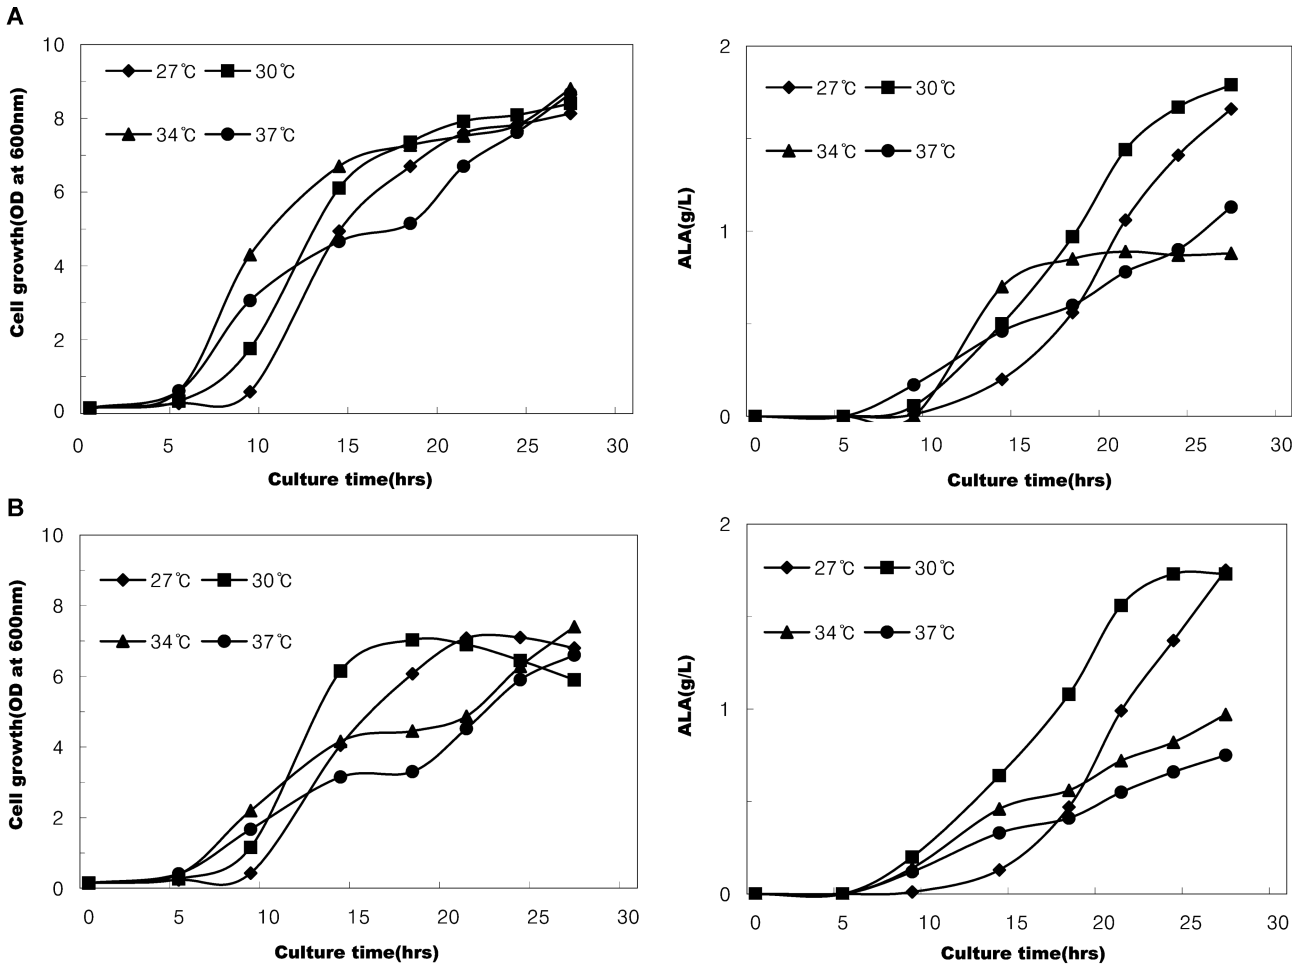 A
10
8
6
4
2
0
Cell growth(OD at 600nm)
27℃ 30℃
34℃ 37℃
0 5 10 15 20 25 30
Culture time(hrs)
2
1
0
ALA(g/L)
27℃ 30℃
34℃ 37℃
0 5 10 15 20 25 30
Culture time(hrs)
B
10
8
6
4
2
0
Cell growth(OD at 600nm)
27℃ 30℃
34℃ 37℃
0 5 10 15 20 25 30
Culture time(hrs)
2
1
0
ALA(g/L)
27℃ 30℃
34℃ 37℃
0 5 10 15 20 25 30
Culture time(hrs)